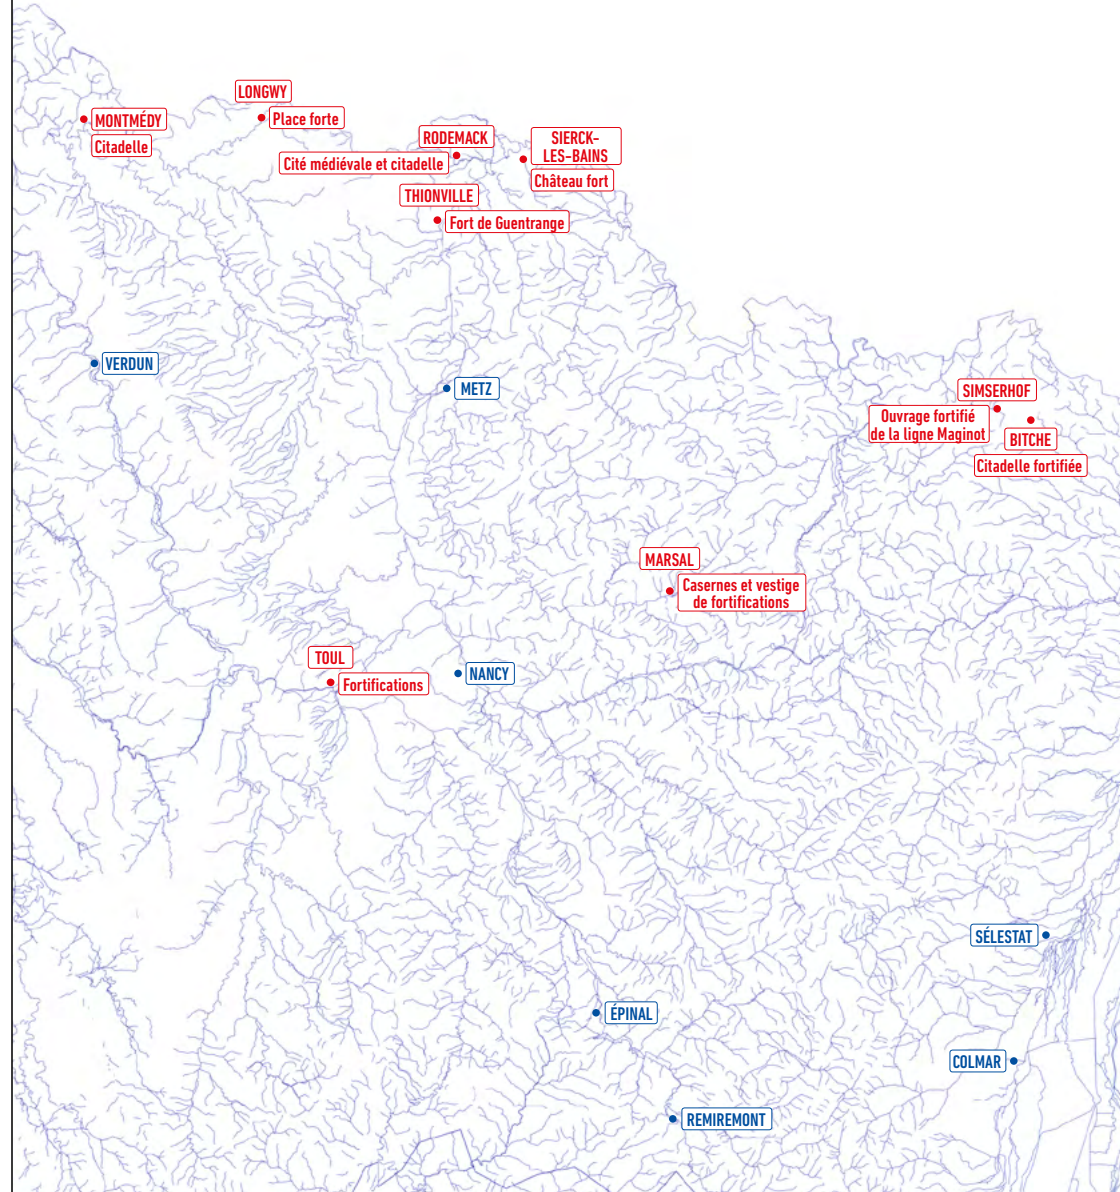 LONGWY
Place forte
MONTMÉDY
Citadelle
RODEMACK
Cité médiévale et citadelle
SIERCK-
LES-BAINS
Château fort
THIONVILLE
Fort de Guentrange
VERDUN
METZ
SIMSERHOF
Ouvrage fortifié
de la ligne Maginot
BITCHE
Citadelle fortifiée
MARSAL
Casernes et vestige
de fortifications
TOUL
Fortifications
NANCY
SÉLESTAT
ÉPINAL
COLMAR
REMIREMONT